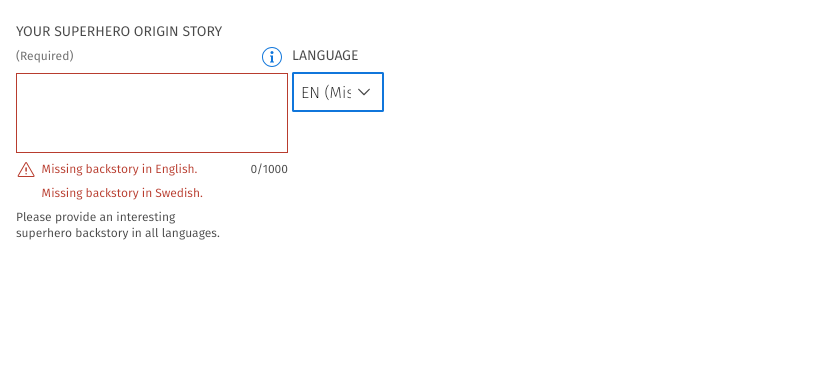 YOUR SUPERHERO ORIGIN STORY
(Required)
LANGUAGE
EN (Mis
Missing backstory in English.
0/1000
Missing backstory in Swedish.
Please provide an interesting
superhero backstory in all languages.